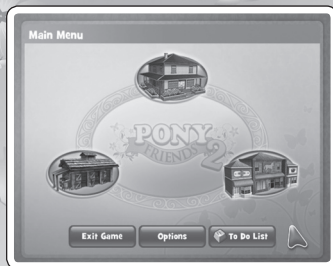 Main Menu
PONY
FRIENDS 2
Exit Game
Options
To Do List